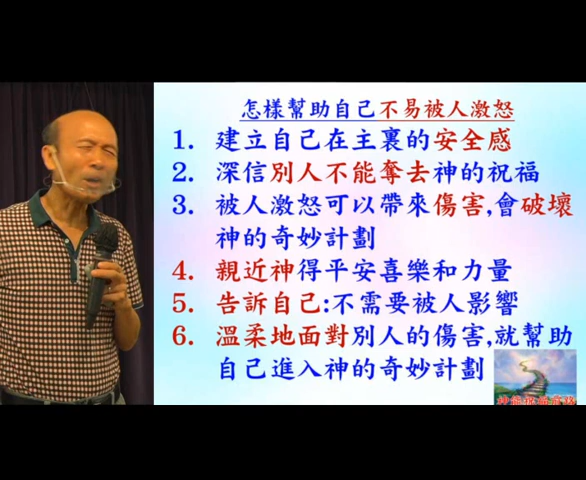 怎樣幫助自己不易被人激怒
1. 建立自己在主裏的安全感
2. 深信別人不能奪去神的祝福
3. 被人激怒可以帶來傷害,會破壞
神的奇妙計劃
4. 親近神得平安喜樂和力量
5. 告訴自己:不需要被人影響
6. 溫柔地面對別人的傷害,就幫助
自己進入神的奇妙計劃